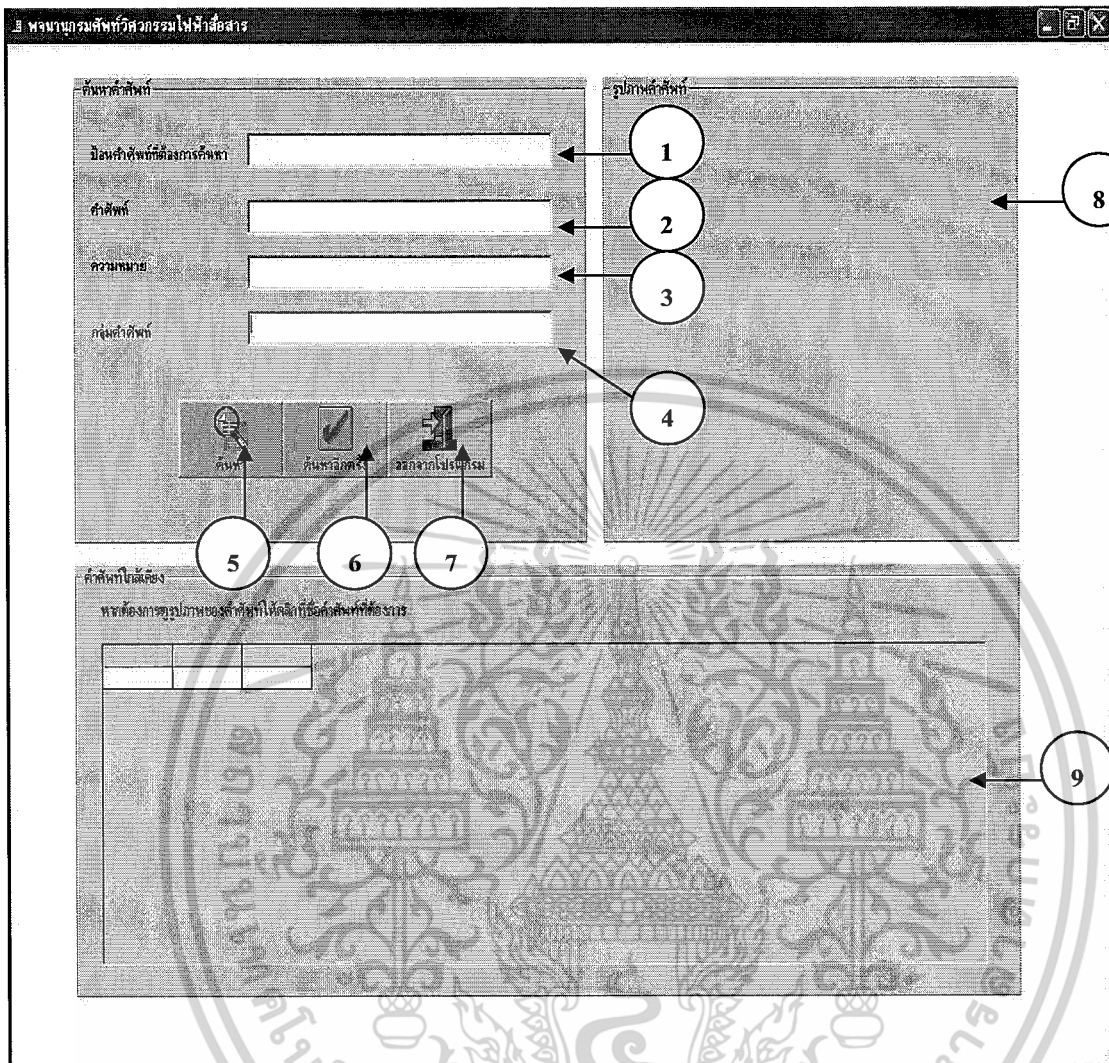 พจนานุกรมศัพท์วิศวกรรมไฟฟ้าสื่อสาร
ค้นหาคำศัพท์
รูปภาพคำศัพท์
ป้อนคำศัพท์ที่ต้องการค้นหา
1
8
คำศัพท์
2
ความหมาย
3
กลุ่มคำศัพท์
4
ค้นหา
ค้นหาอีกครั้ง
ออกจากโปรแกรม
5
6
7
คำศัพท์ใกล้เคียง
หากต้องการดูรูปภาพของคำศัพท์ให้คลิกที่ชื่อคำศัพท์ที่ต้องการ
9